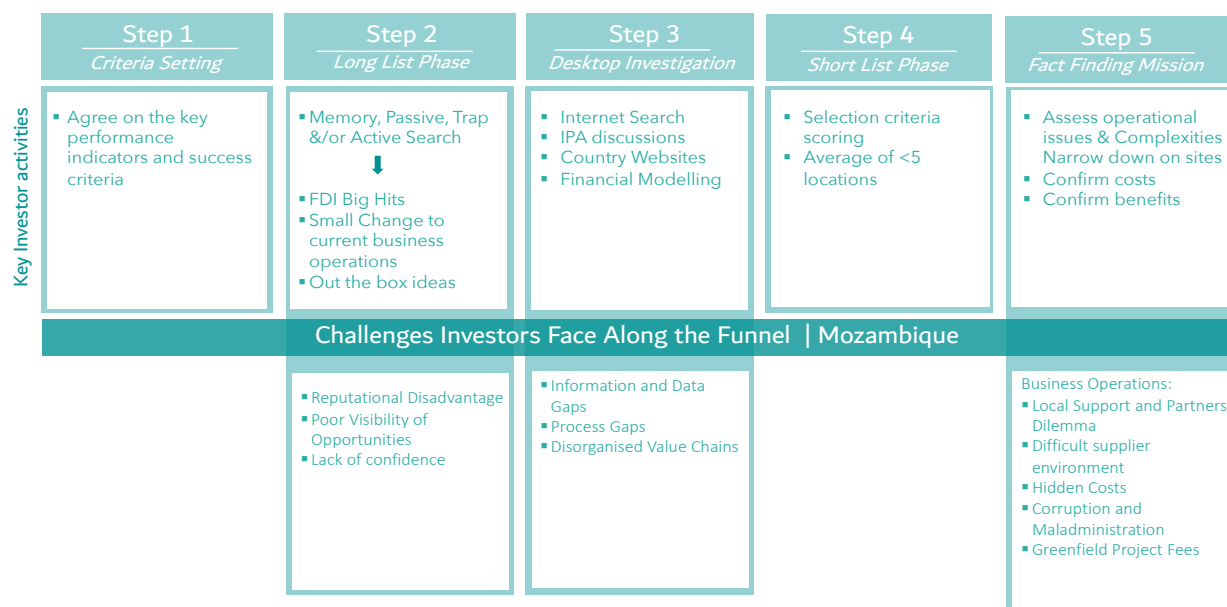 Step 1
Criteria Setting
Step 2
Long List Phase
Step 3
Desktop Investigation
Step 4
Short List Phase
Step 5
Fact Finding Mission
Key Investor activities
▪ Agree on the key
performance
indicators and success
criteria
▪ Memory, Passive, Trap
&/or Active Search
▪ FDI Big Hits
▪ Small Change to
current business
operations
▪ Out the box ideas
▪ Internet Search
▪ IPA discussions
▪ Country Websites
▪ Financial Modelling
▪ Selection criteria
scoring
▪ Average of <5
locations
▪ Assess operational
issues & Complexities
Narrow down on sites
▪ Confirm costs
▪ Confirm benefits
Challenges Investors Face Along the Funnel | Mozambique
▪ Reputational Disadvantage
▪ Poor Visibility of
Opportunities
▪ Lack of confidence
▪ Information and Data
Gaps
▪ Process Gaps
▪ Disorganised Value Chains
Business Operations:
▪ Local Support and Partners
Dilemma
▪ Difficult supplier
environment
▪ Hidden Costs
▪ Corruption and
Maladministration
▪ Greenfield Project Fees